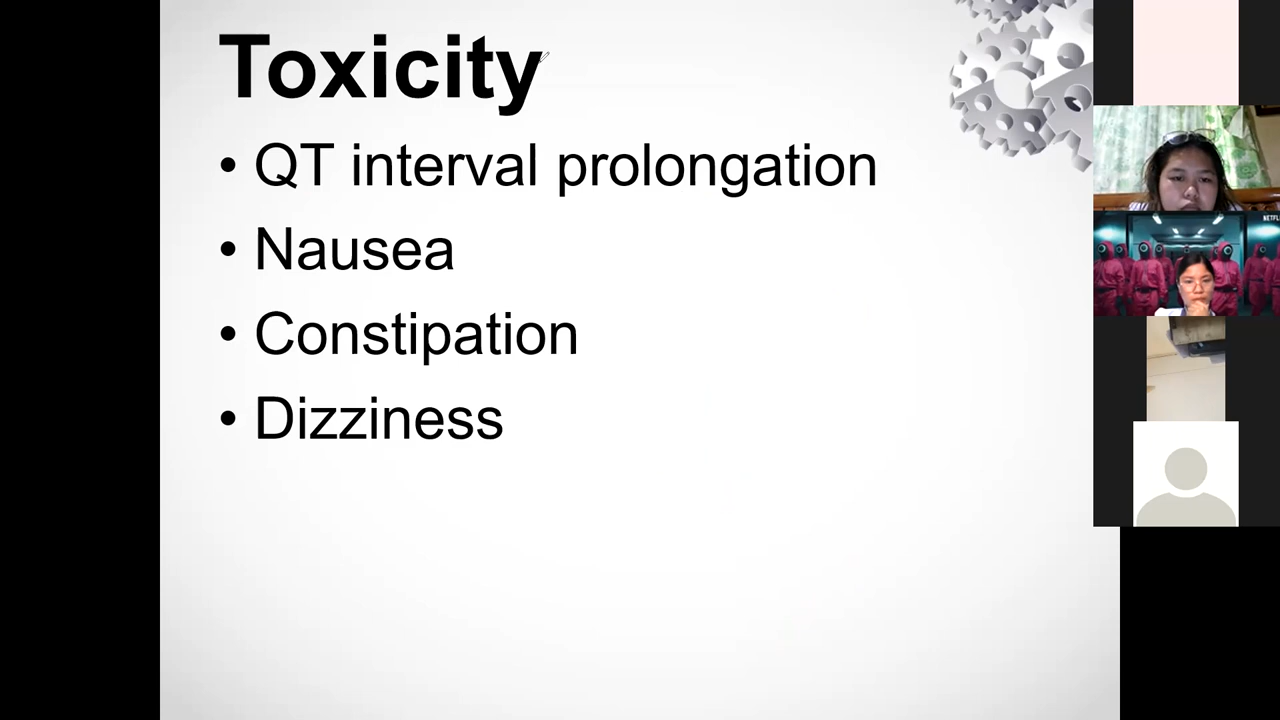 Toxicity
• QT interval prolongation
• Nausea
• Constipation
• Dizziness